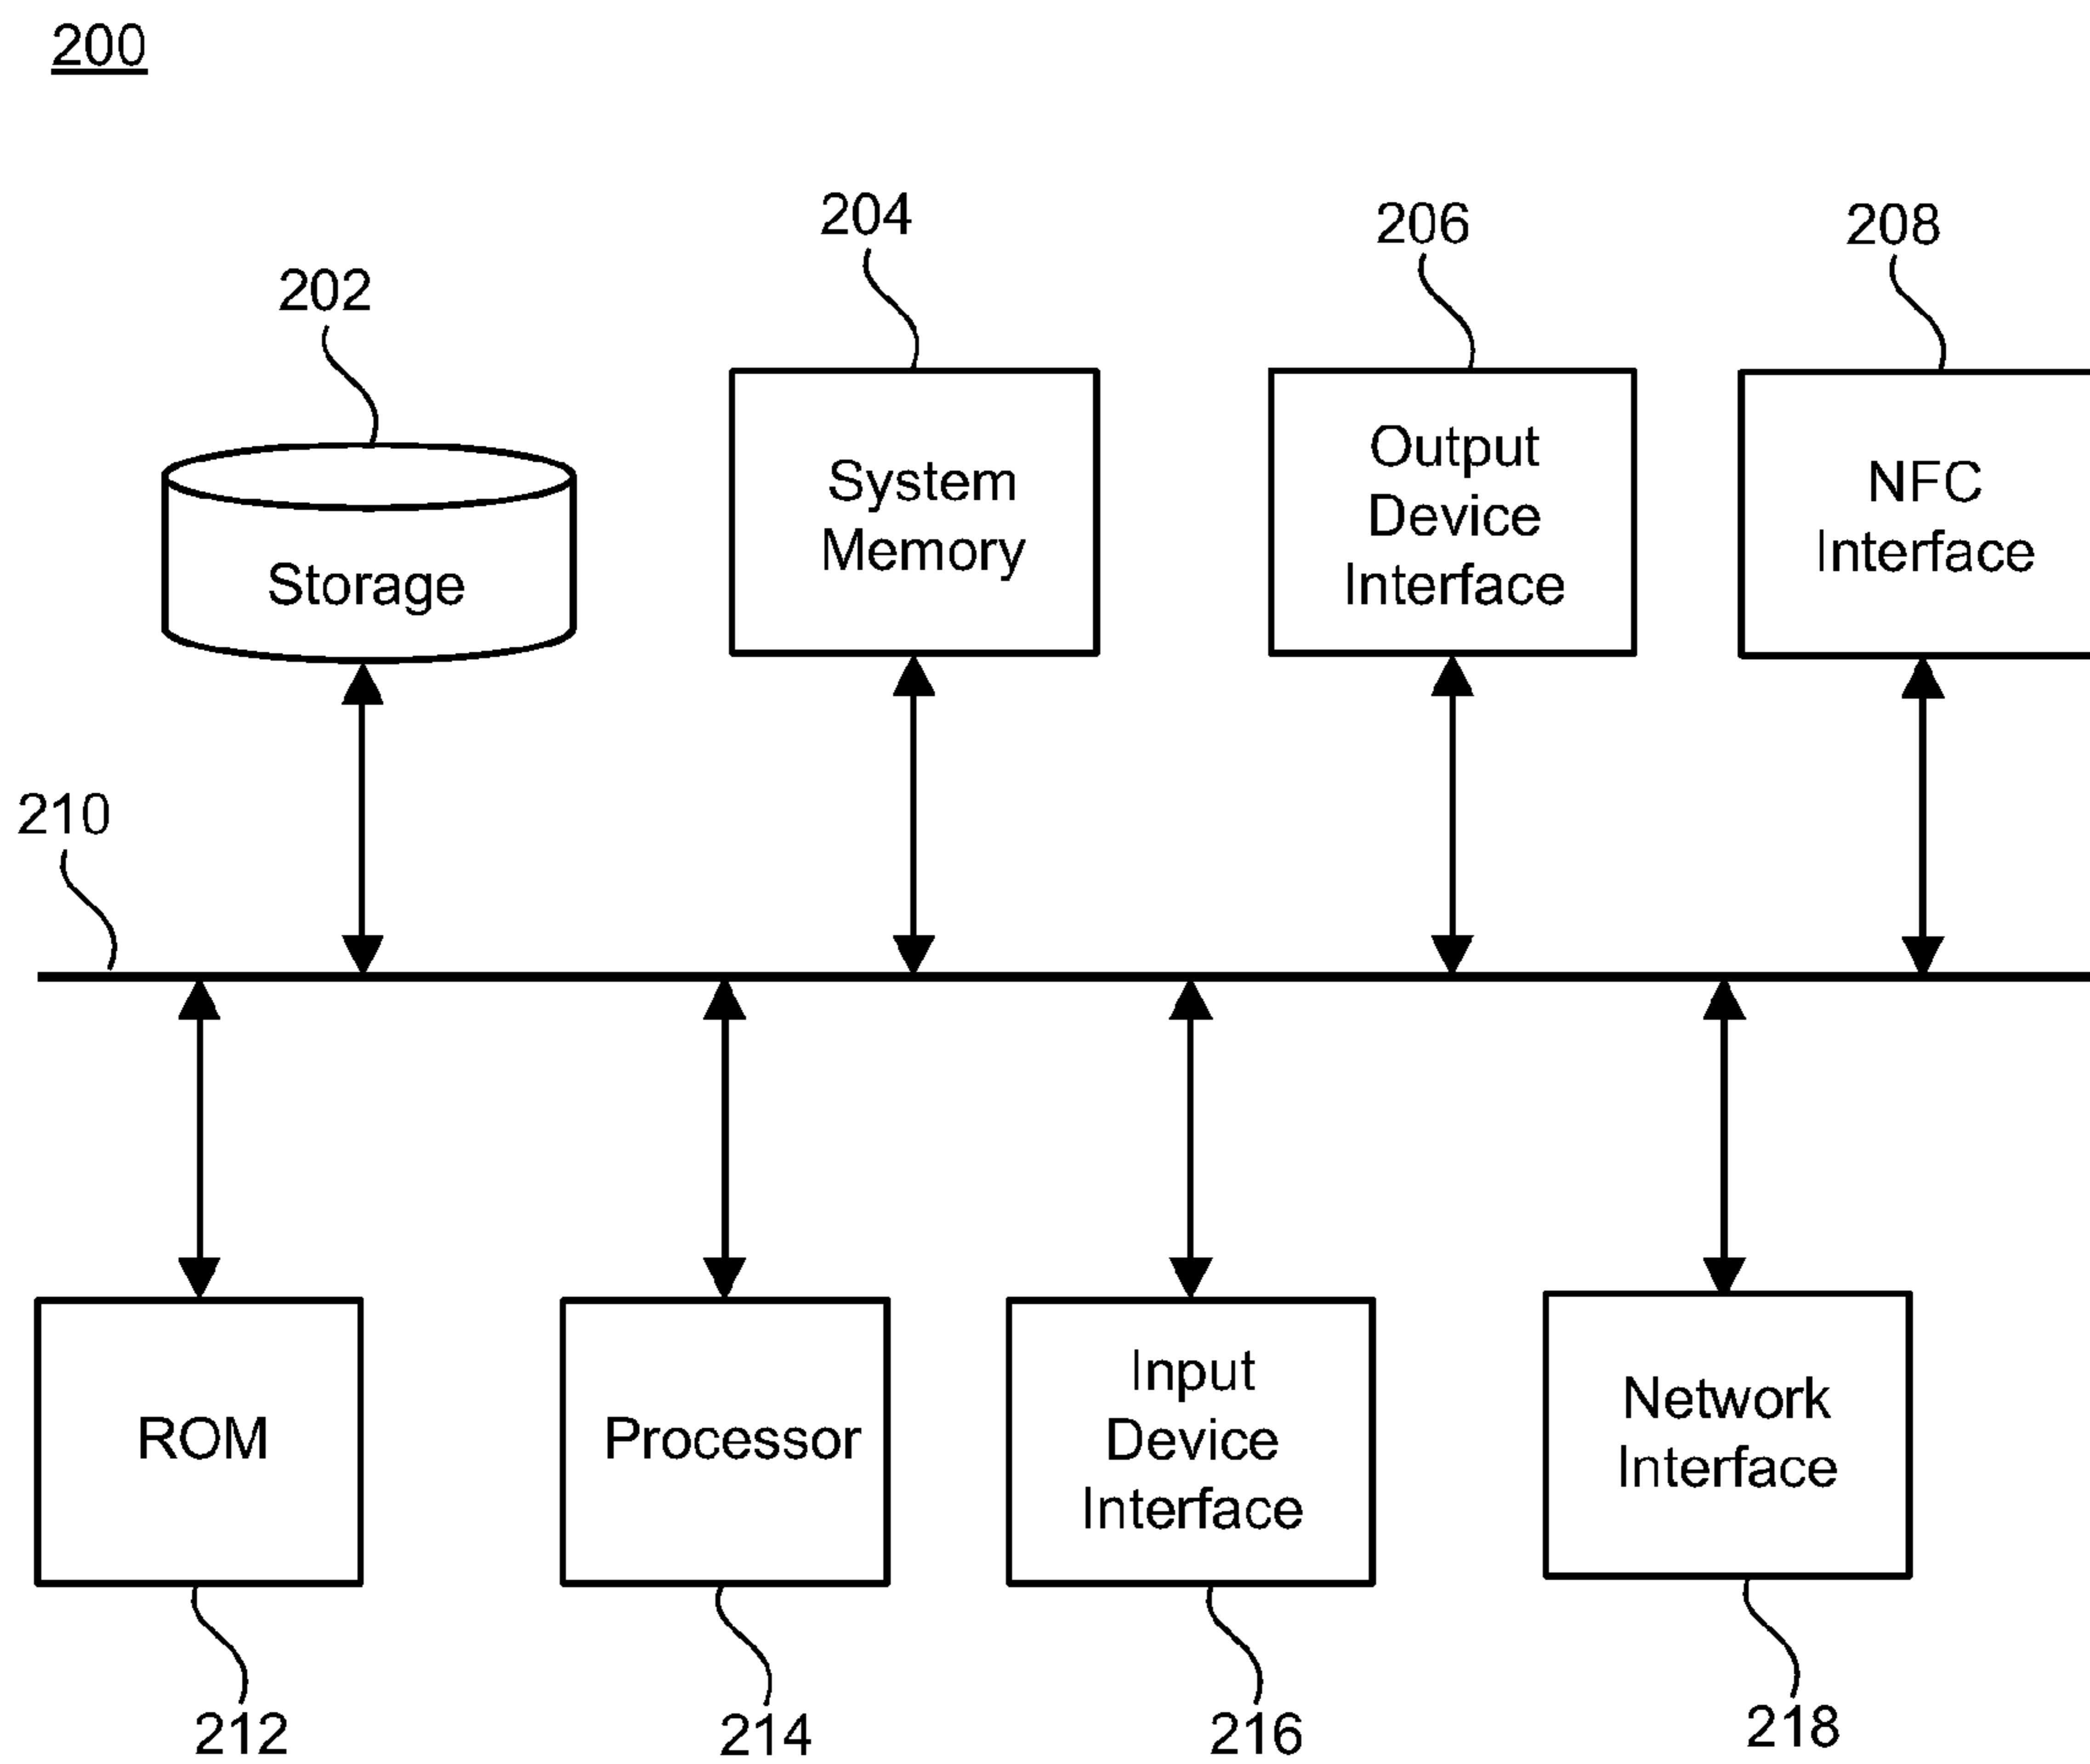 200
204
206
208
202
System
Memory
Output
Device
Interface
NFC
Interface
Storage
210
ROM
Processor
Input
Device
Interface
Network
Interface
212
214
216
218